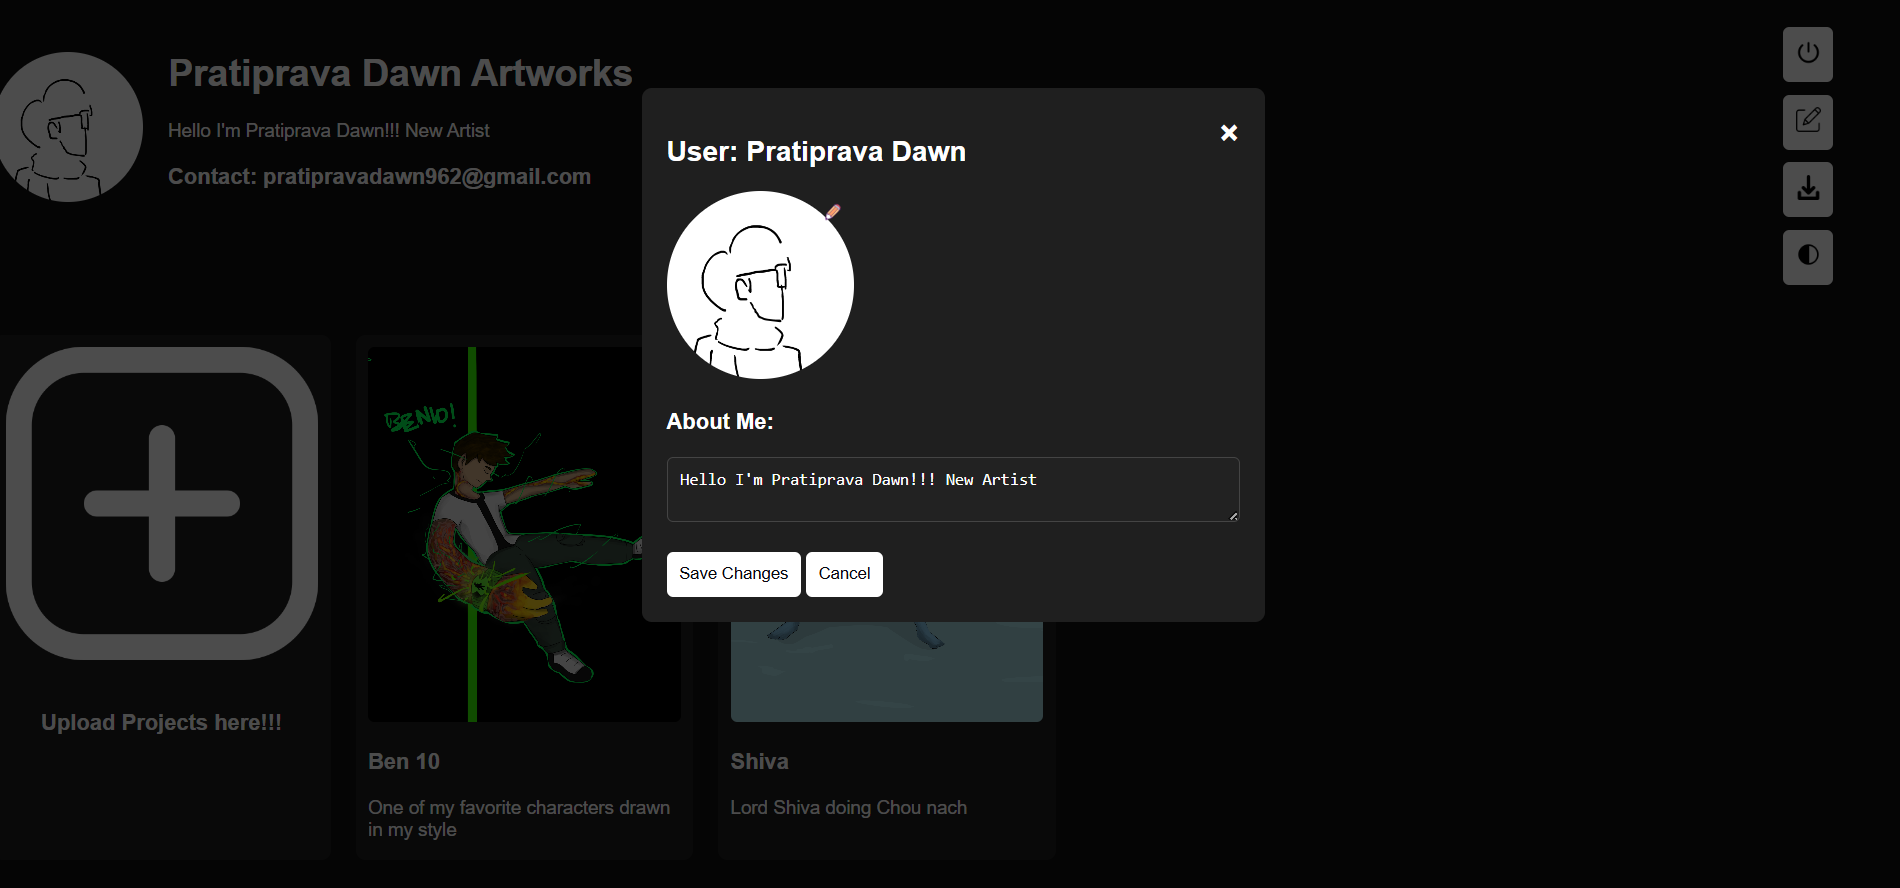 Pratiprava Dawn Artworks
Hello I'm Pratiprava Dawn!!! New Artist
Contact: pratipravadawn962@gmail.com
User: Pratiprava Dawn
About Me:
Hello I'm Pratiprava Dawn!!! New Artist
Save Changes
Cancel
BEN10!
Upload Projects here!!!
Ben 10
One of my favorite characters drawn
in my style
Shiva
Lord Shiva doing Chou nach